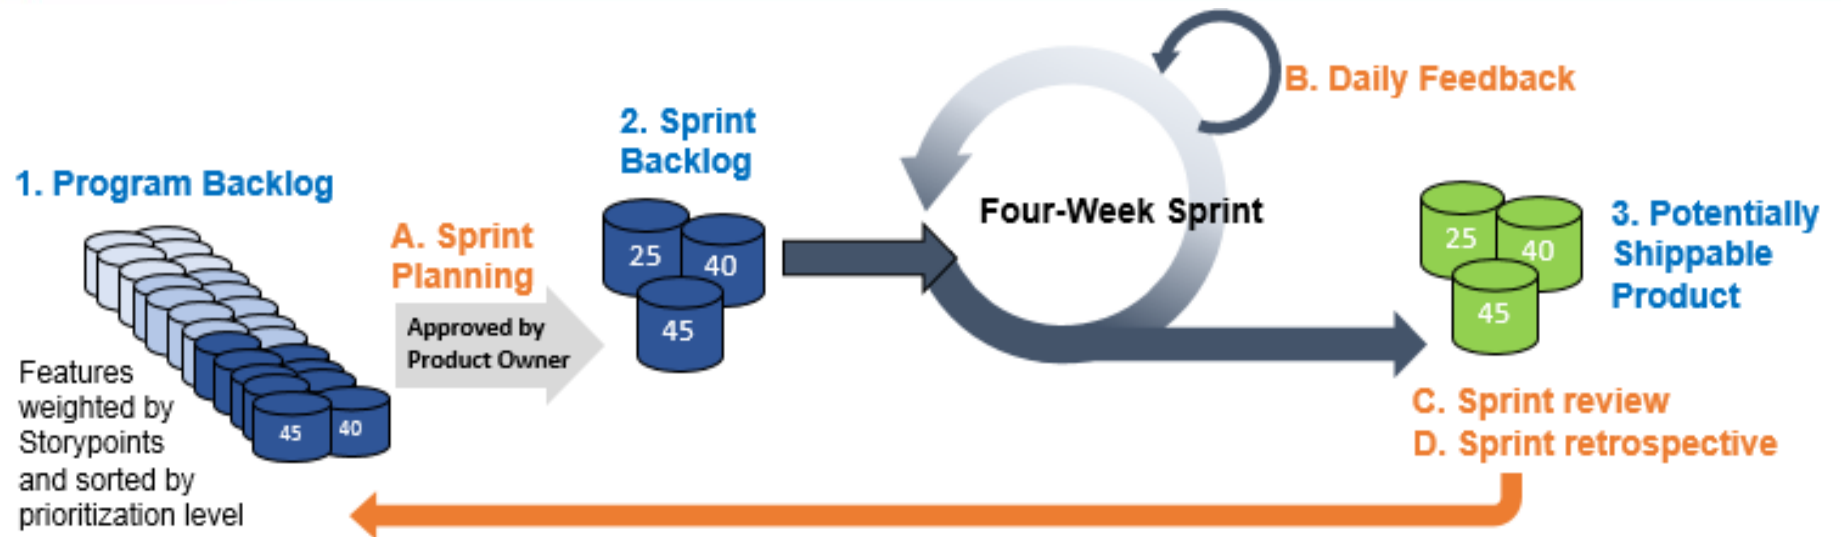 1. Program Backlog
Features
weighted by
Storypoints
and sorted by
prioritization level
45
40
A. Sprint
Planning
Approved by
Product Owner
2. Sprint
Backlog
25
40
45
Four-Week Sprint
B. Daily Feedback
25
40
45
3. Potentially
Shippable
Product
C. Sprint review
D. Sprint retrospective